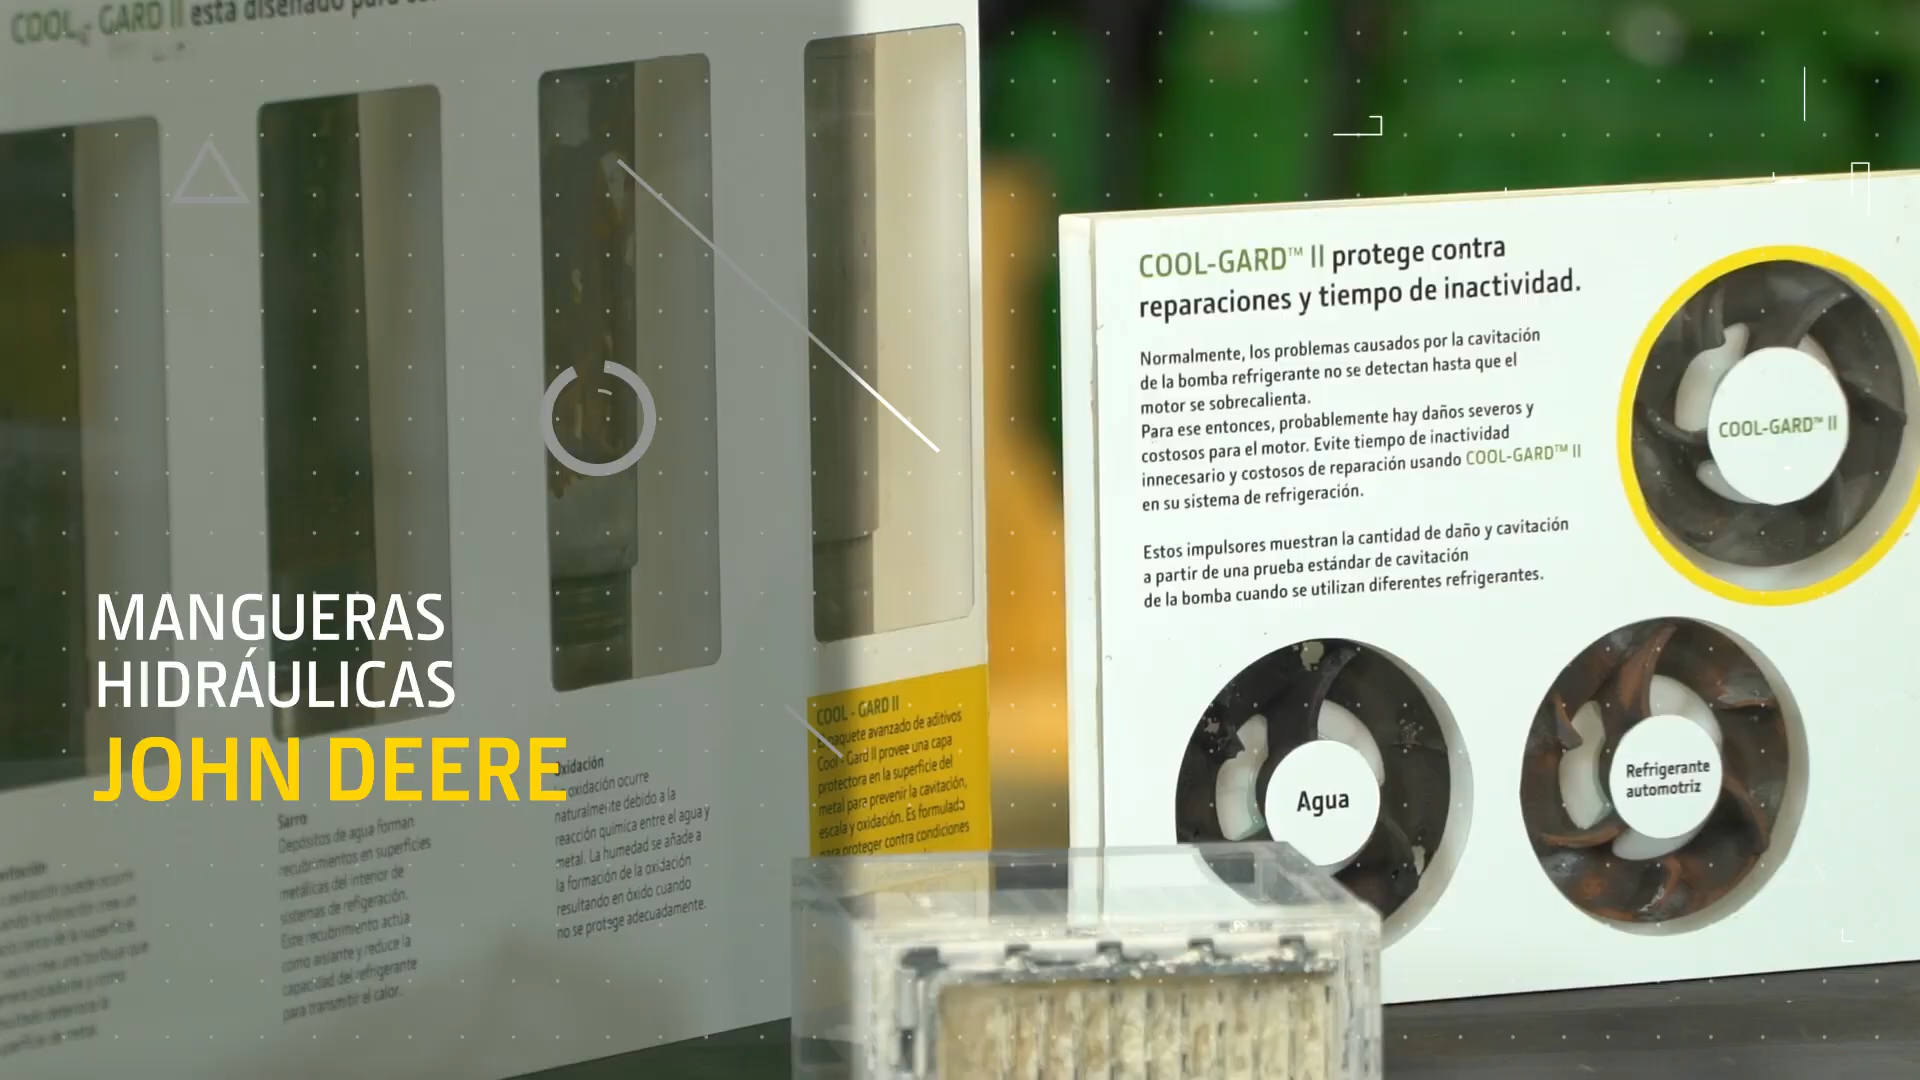 COOL - GARD II está diseñado para
MANGUERAS
HIDRÁULICAS
JOHN DEERE
Sarro
Depósitos de agua forman
recubrimientos en superficies
metálicas del interior de
sistemas de refigeración.
Este recubrimiento actúa
como aislante y reduce la
capacidad del refrigerante
para transmitir el calor.
Oxidación
La oxidación ocurre
naturalmente debido a la
reacción química entre el agua y
metal. La humedad se añade a
la formación de la oxidación
resultando en óxido cuando
no se protege adecuadamente.
COOL - GARD II
El paquete avanzado de aditivos
Cool - Gard II provee una capa
protectora en la superficie del
metal para prevenir la cavitación,
escala y oxidación. Es formulado
para proteger contra condiciones
COOL-GARD™ II protege contra
reparaciones y tiempo de inactividad.
Normalmente, los problemas causados por la cavitación
de la bomba refrigerante no se detectan hasta que el
motor se sobrecalienta.
Para ese entonces, probablemente hay daños severos y
costosos para el motor. Evite tiempo de inactividad
innecesario y costosos de reparación usando COOL-GARD™ II
en su sistema de refrigeración.
Estos impulsores muestran la cantidad de daño y cavitación
a partir de una prueba estándar de cavitación
de la bomba cuando se utilizan diferentes refrigerantes.
COOL-GARD™ II
Agua
Refrigerante
automotriz